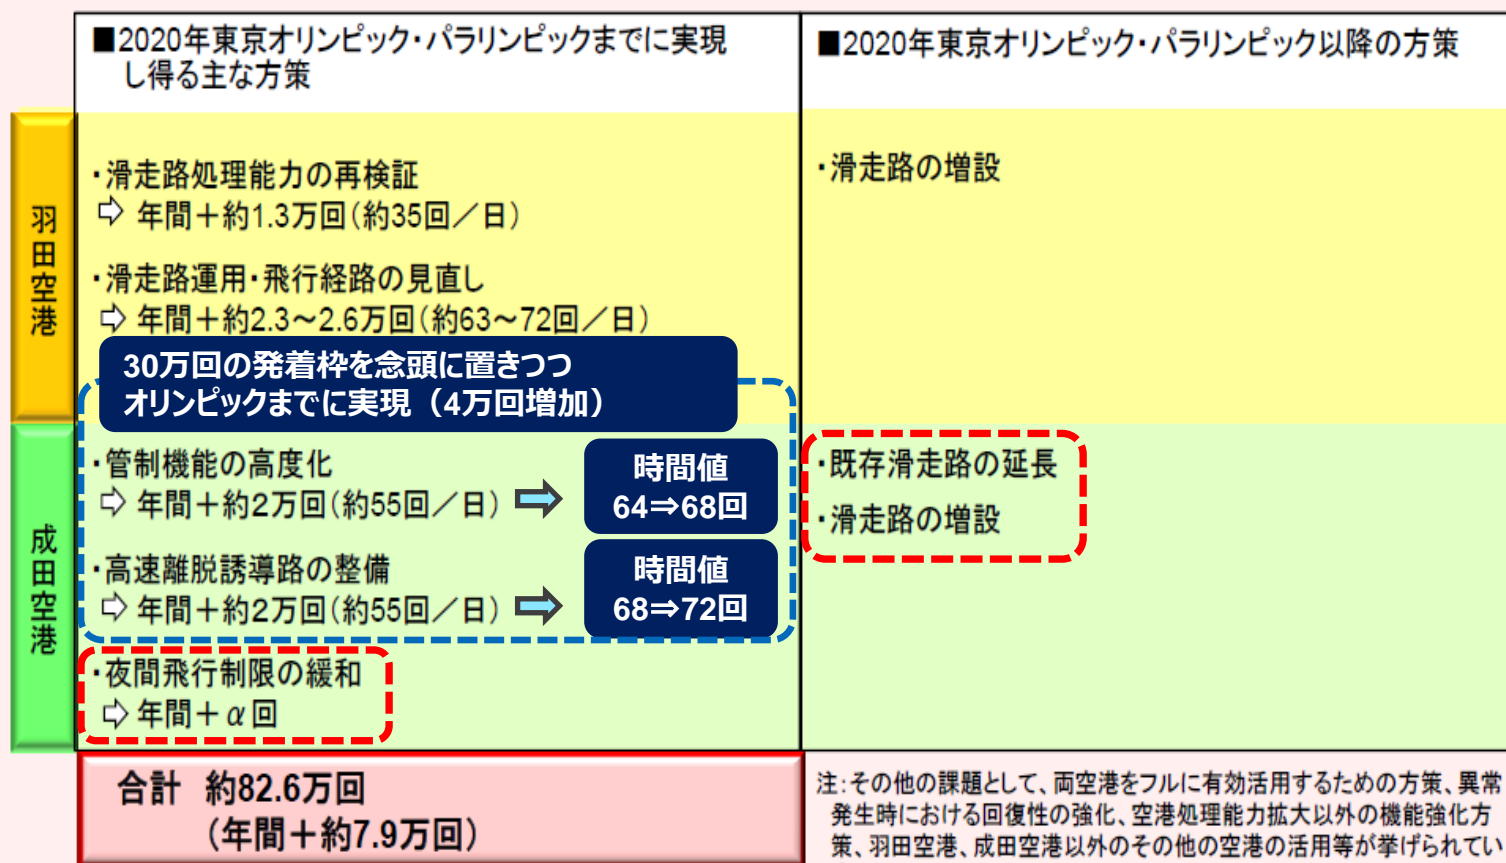 ■2020年東京オリンピック・パラリンピックまでに実現
し得る主な方策
■2020年東京オリンピック・パラリンピック以降の方策
羽田空港
・滑走路処理能力の再検証
⇨ 年間＋約1.3万回（約35回／日）
・滑走路運用・飛行経路の見直し
⇨ 年間＋約2.3～2.6万回（約63～72回／日）
・滑走路の増設
30万回の発着枠を念頭に置きつつ
オリンピックまでに実現（4万回増加）
成田空港
・管制機能の高度化
⇨ 年間＋約2万回（約55回／日）
時間値
64⇒68回
・高速離脱誘導路の整備
⇨ 年間＋約2万回（約55回／日）
時間値
68⇒72回
・夜間飛行制限の緩和
⇨ 年間＋α回
・既存滑走路の延長
・滑走路の増設
合計 約82.6万回
（年間＋約7.9万回）
注：その他の課題として、両空港をフルに有効活用するための方策、異常
発生時における回復性の強化、空港処理能力拡大以外の機能強化方
策、羽田空港、成田空港以外のその他の空港の活用等が挙げられてい